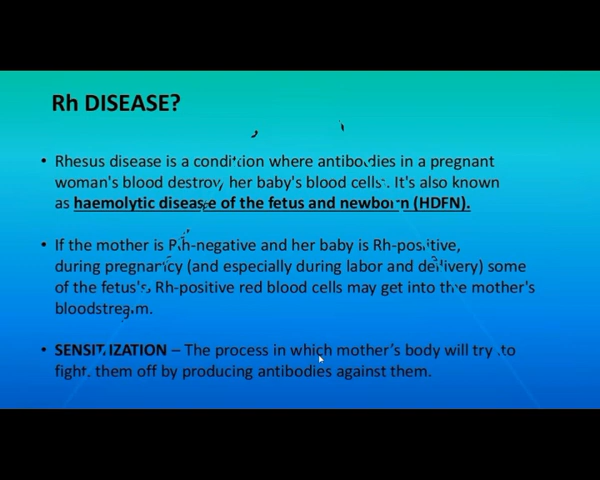 Rh DISEASE?
• Rhesus disease is a condition where antibodies in a pregnant
woman's blood destroy her baby's blood cells. It's also known
as haemolytic disease of the fetus and newborn (HDFN).
• If the mother is Rh-negative and her baby is Rh-positive,
during pregnancy (and especially during labor and delivery) some
of the fetus's Rh-positive red blood cells may get into the mother's
bloodstream.
• SENSITIZATION – The process in which mother's body will try to
fight them off by producing antibodies against them.